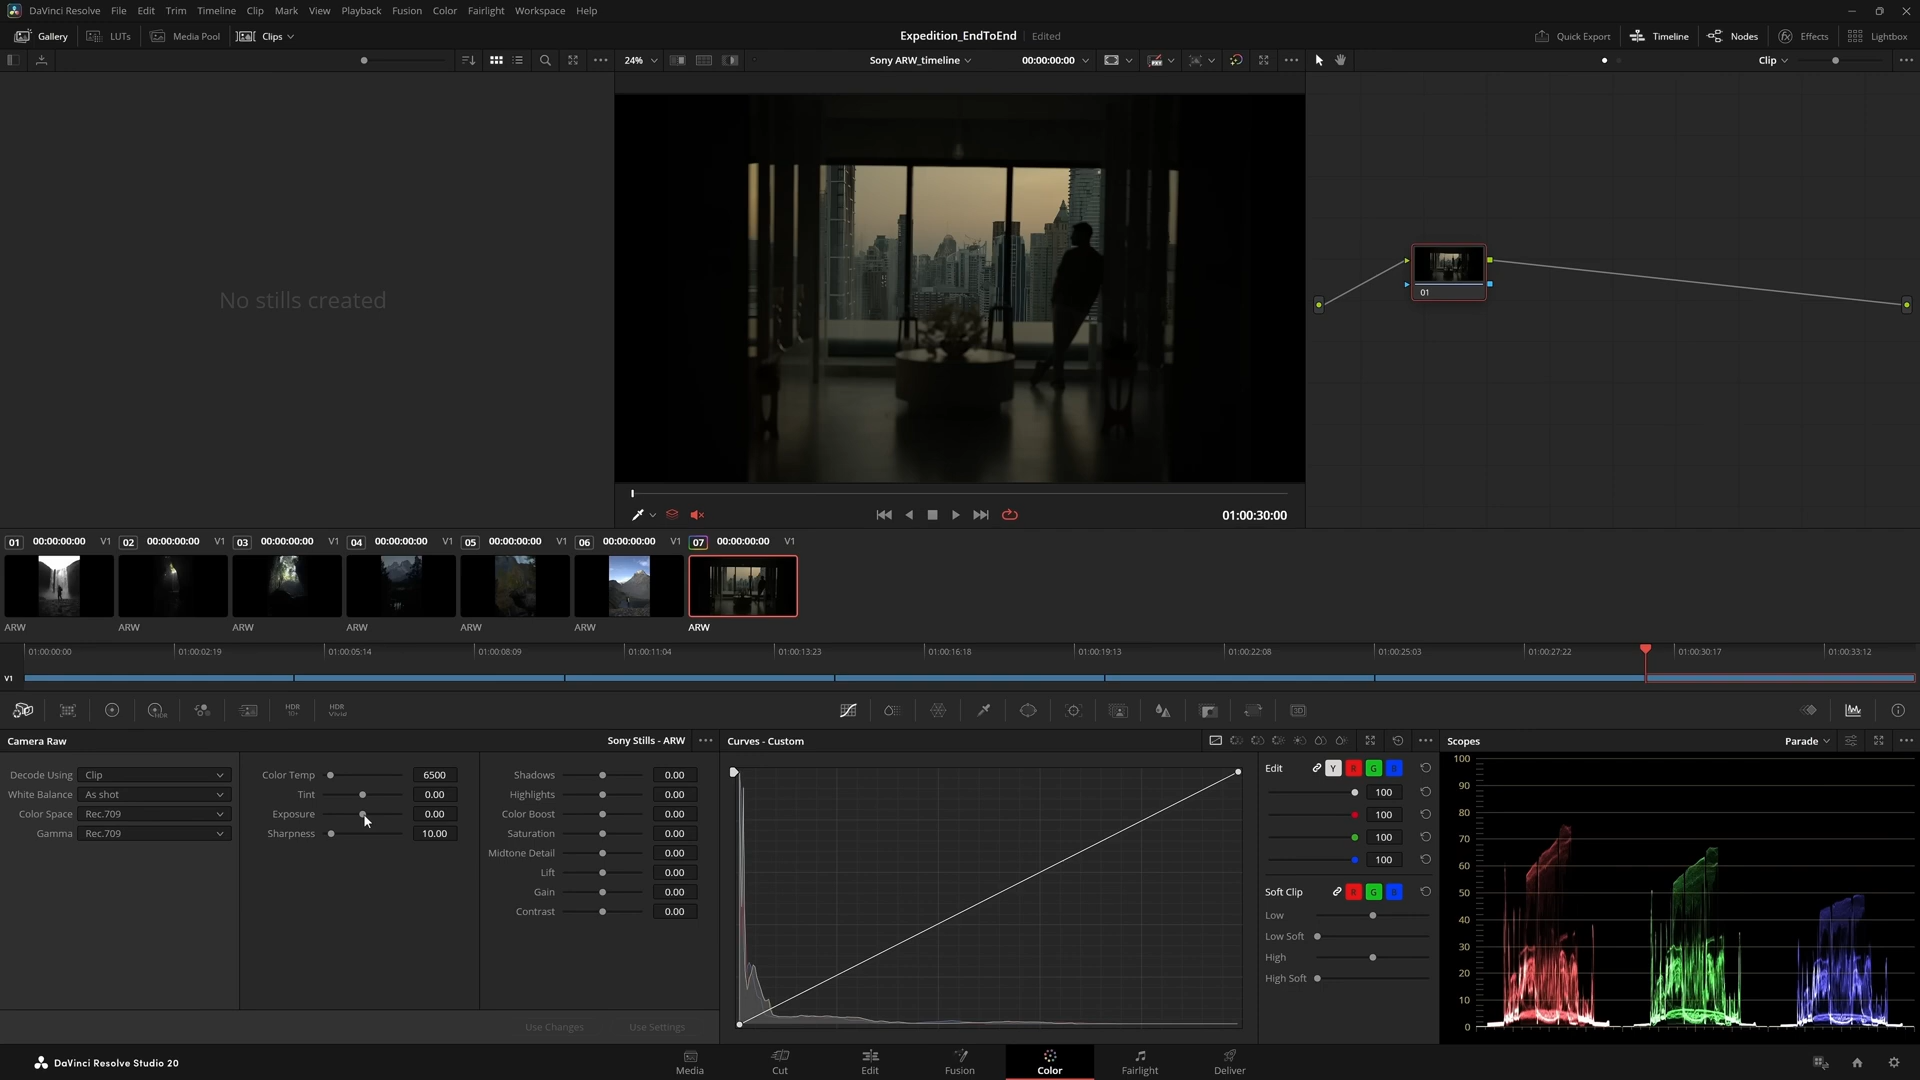 DaVinci Resolve File Edit Trim Timeline Clip Mark View Playback Fusion Color Fairlight Workspace Help
Gallery LUTs Media Pool Clips Expedition_EndToEnd Edited Quick Export Timeline Nodes Effects Lightbox
24% Sony ARW_timeline 00:00:00:00 Clip
No stills created
01
01:00:30:00
01 00:00:00:00 V1 02 00:00:00:00 V1 03 00:00:00:00 V1 04 00:00:00:00 V1 05 00:00:00:00 V1 06 00:00:00:00 V1 07 00:00:00:00 V1
ARW ARW ARW ARW ARW ARW ARW
01:00:00:00 01:00:02:19 01:00:05:14 01:00:08:09 01:00:11:04 01:00:13:23 01:00:16:18 01:00:19:13 01:00:22:08 01:00:25:03 01:00:27:22 01:00:30:17 01:00:33:12
V1
HDR 10+ HDR Vivid 3D
Camera Raw Sony Stills - ARW
Decode Using Clip
White Balance As shot
Color Space Rec.709
Gamma Rec.709
Color Temp 6500
Tint 0.00
Exposure 0.00
Sharpness 10.00
Shadows 0.00
Highlights 0.00
Color Boost 0.00
Saturation 0.00
Midtone Detail 0.00
Lift 0.00
Gain 0.00
Contrast 0.00
Use Changes Use Settings
Curves - Custom
Edit Y R G B
100
100
100
100
Soft Clip R G B
Low
Low Soft
High
High Soft
Scopes Parade
100
90
80
70
60
50
40
30
20
10
0
DaVinci Resolve Studio 20
Media Cut Edit Fusion Color Fairlight Deliver